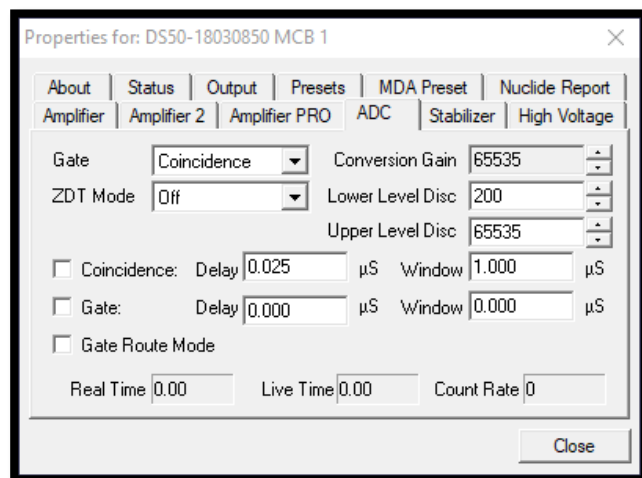 Properties for: DS50-18030850 MCB 1
About Status Output Presets MDA Preset Nuclide Report
Amplifier Amplifier 2 Amplifier PRO ADC Stabilizer High Voltage
Gate Coincidence Conversion Gain 65535
ZDT Mode Off Lower Level Disc 200
Upper Level Disc 65535
Coincidence: Delay 0.025 µS Window 1.000 µS
Gate: Delay 0.000 µS Window 0.000 µS
Gate Route Mode
Real Time 0.00 Live Time 0.00 Count Rate 0
Close